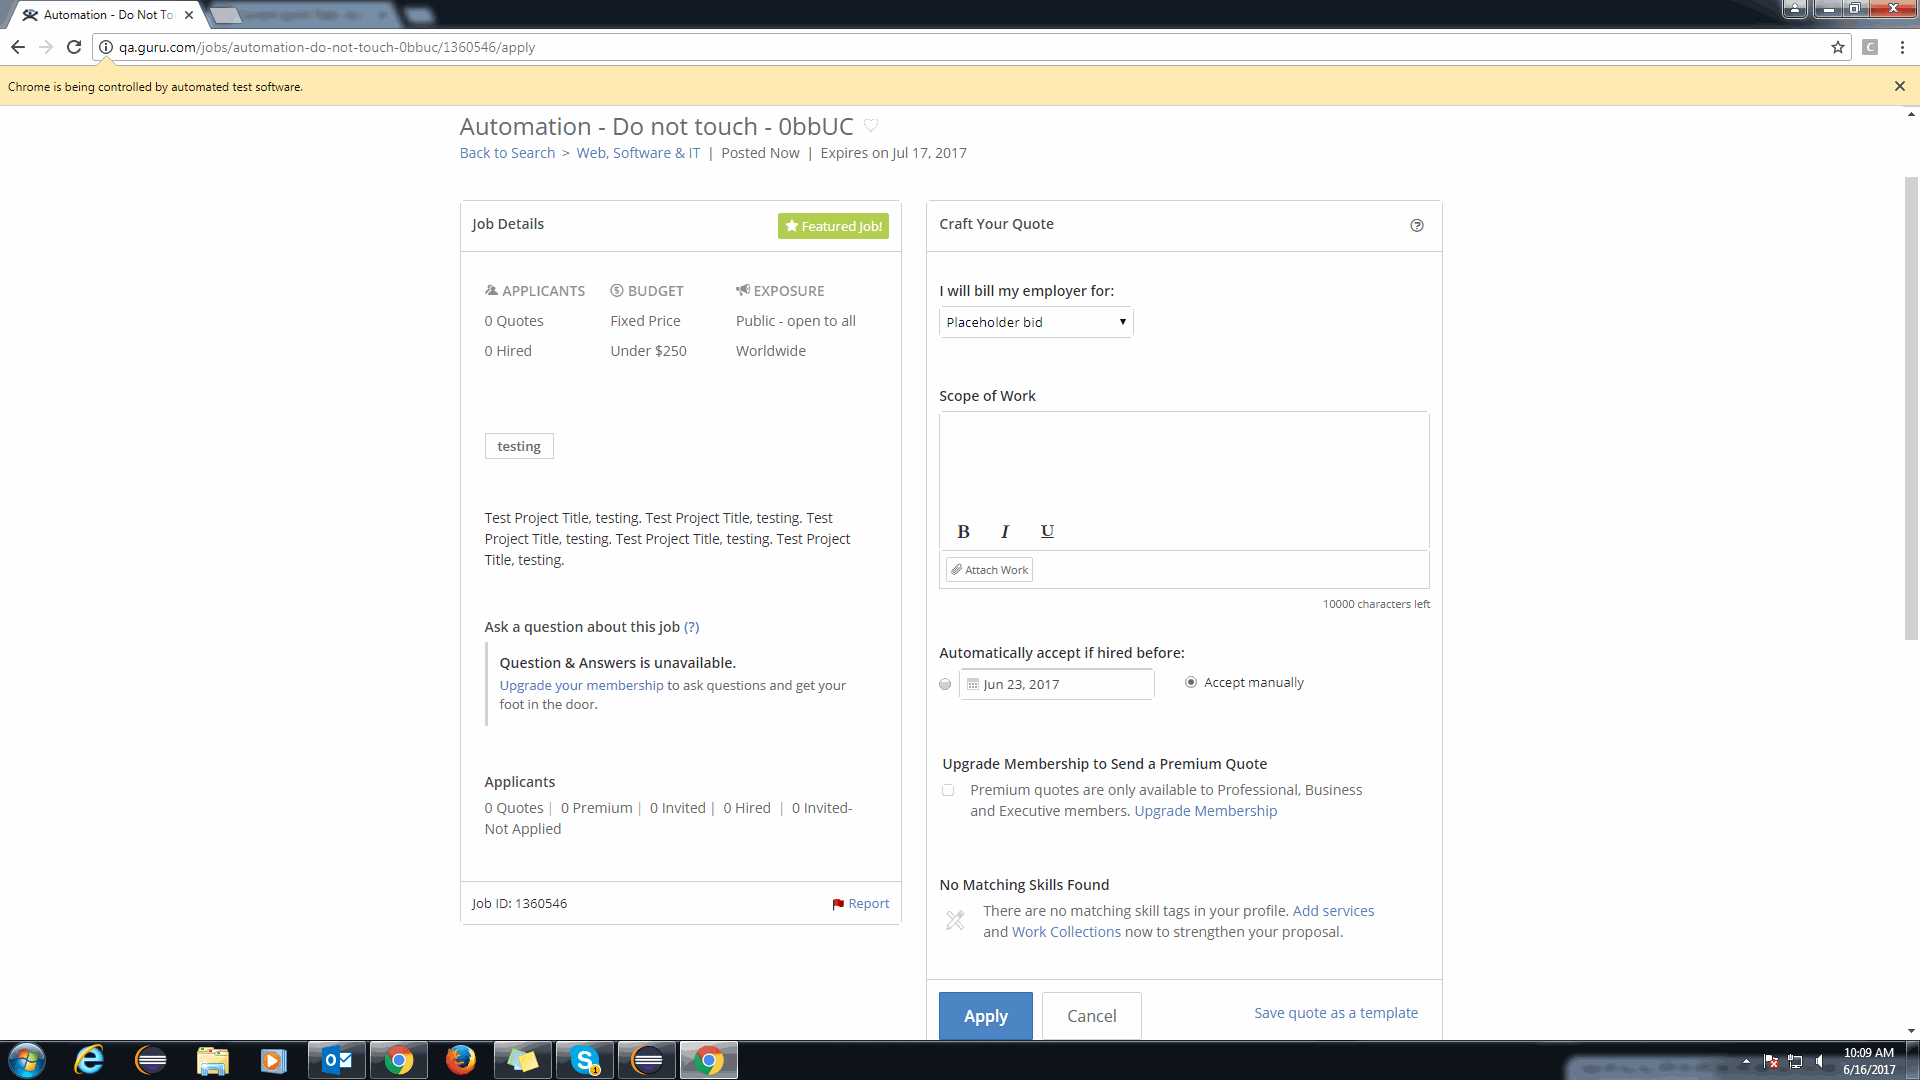 Automation - Do Not To
qa.guru.com/jobs/automation-do-not-touch-0bbuc/1360546/apply
C
Chrome is being controlled by automated test software.
Automation - Do not touch - 0bbUC
Back to Search > Web, Software & IT | Posted Now | Expires on Jul 17, 2017
Job Details
Featured Job!
APPLICANTS BUDGET EXPOSURE
0 Quotes Fixed Price Public - open to all
0 Hired Under $250 Worldwide
testing
Test Project Title, testing. Test Project Title, testing. Test
Project Title, testing. Test Project Title, testing. Test Project
Title, testing.
Ask a question about this job (?)
Question & Answers is unavailable.
Upgrade your membership to ask questions and get your
foot in the door.
Applicants
0 Quotes | 0 Premium | 0 Invited | 0 Hired | 0 Invited-
Not Applied
Job ID: 1360546
Report
Craft Your Quote
I will bill my employer for:
Placeholder bid
Scope of Work
B I U
Attach Work
10000 characters left
Automatically accept if hired before:
Jun 23, 2017
Accept manually
Upgrade Membership to Send a Premium Quote
Premium quotes are only available to Professional, Business
and Executive members. Upgrade Membership
No Matching Skills Found
There are no matching skill tags in your profile. Add services
and Work Collections now to strengthen your proposal.
Apply
Cancel
Save quote as a template
10:09 AM
6/16/2017